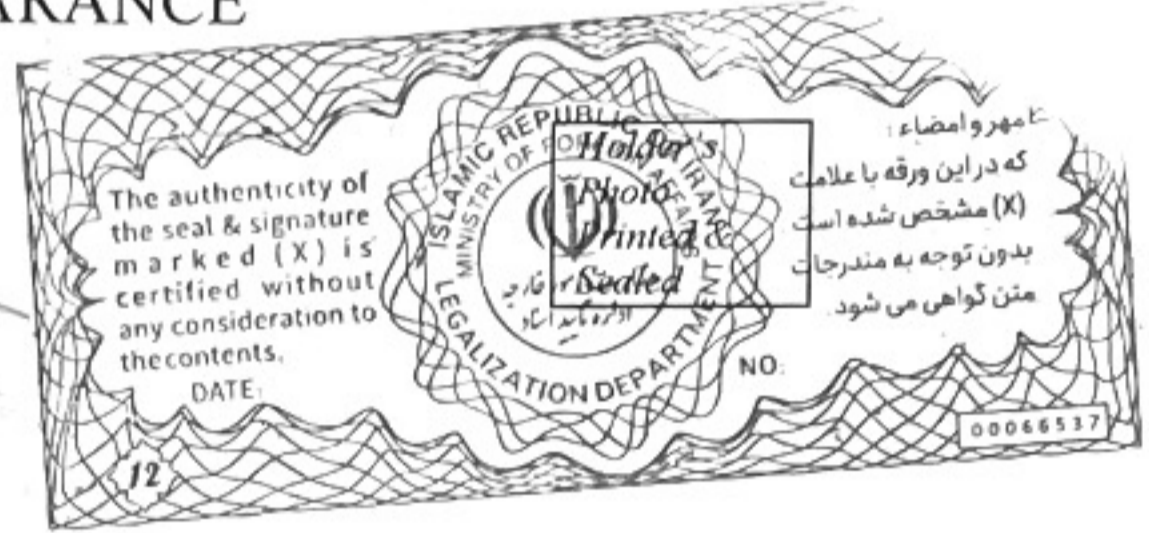 ARANCE
The authenticity of
the seal & signature
marked (X) is
certified without
any consideration to
thecontents.
DATE:
12
ISLAMIC REPUBLIC OF IRAN
MINISTRY OF FOREIGN AFFAIRS
LEGALIZATION DEPARTMENT
Holder's
Photo
Printed &
Sealed
مهر و امضاء :
که در این ورقه با علامت
(X) مشخص شده است
بدون توجه به مندرجات
متن گواهی می شود
NO:
00066537